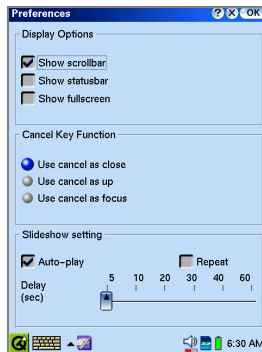 Preferences ? X OK
Display Options
Show scrollbar
Show statusbar
Show fullscreen
Cancel Key Function
Use cancel as close
Use cancel as up
Use cancel as focus
Slideshow setting
Auto-play Repeat
Delay 5 10 20 30 40 60
(sec)
6:30 AM